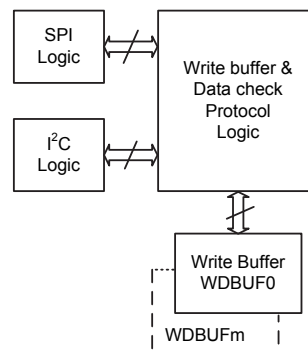 SPI
Logic
Write buffer &
Data check
Protocol
Logic
I²C
Logic
Write Buffer
WDBUF0
WDBUFm